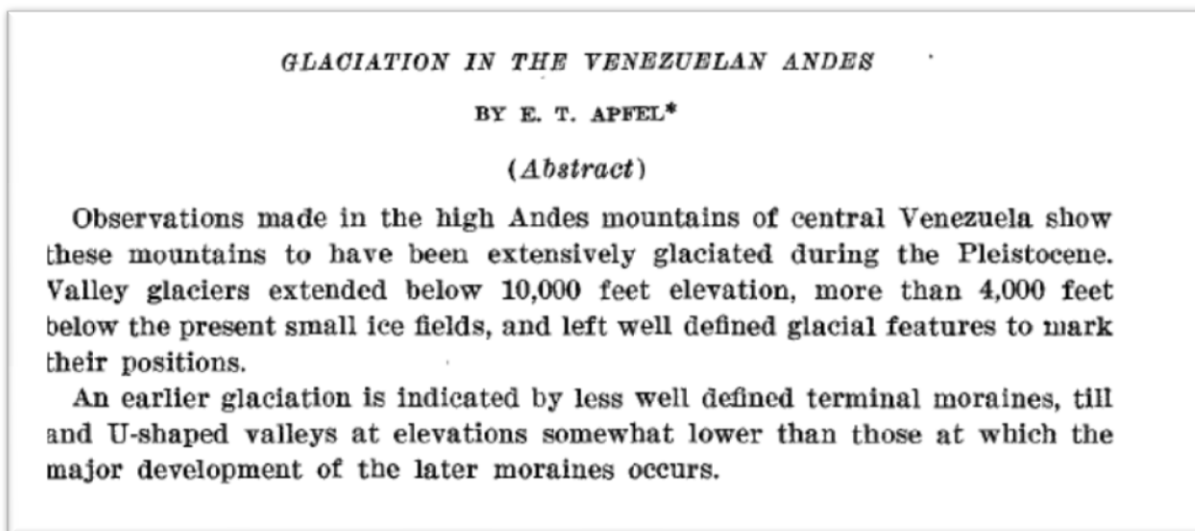 GLACIATION IN THE VENEZUELAN ANDES
BY E. T. APFEL*
(Abstract)
Observations made in the high Andes mountains of central Venezuela show
these mountains to have been extensively glaciated during the Pleistocene.
Valley glaciers extended below 10,000 feet elevation, more than 4,000 feet
below the present small ice fields, and left well defined glacial features to mark
their positions.
An earlier glaciation is indicated by less well defined terminal moraines, till
and U-shaped valleys at elevations somewhat lower than those at which the
major development of the later moraines occurs.